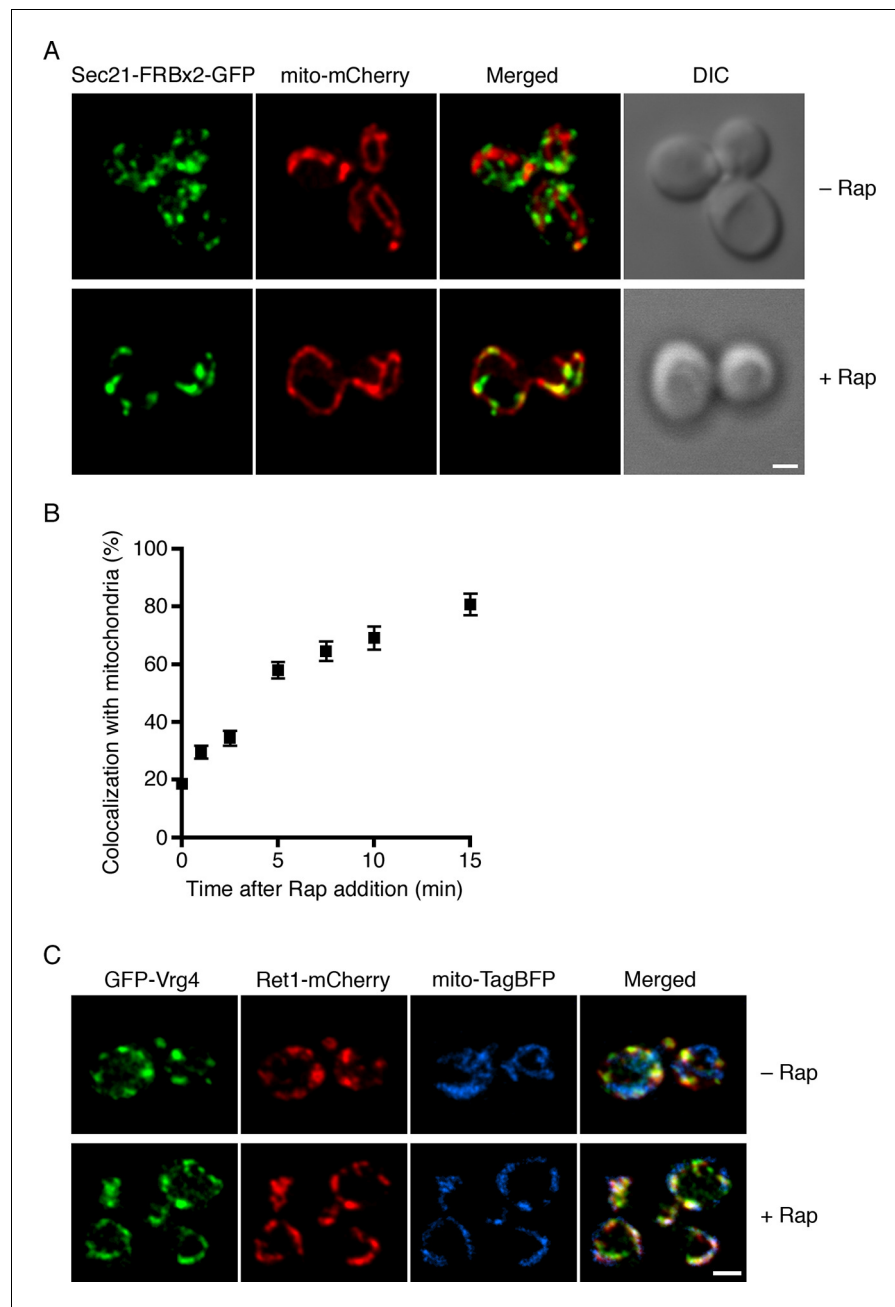 A
Sec21-FRBx2-GFP mito-mCherry Merged DIC
– Rap
+ Rap
B
Colocalization with mitochondria (%)
100
80
60
40
20
0
0 5 10 15
Time after Rap addition (min)
C
GFP-Vrg4 Ret1-mCherry mito-TagBFP Merged
– Rap
+ Rap